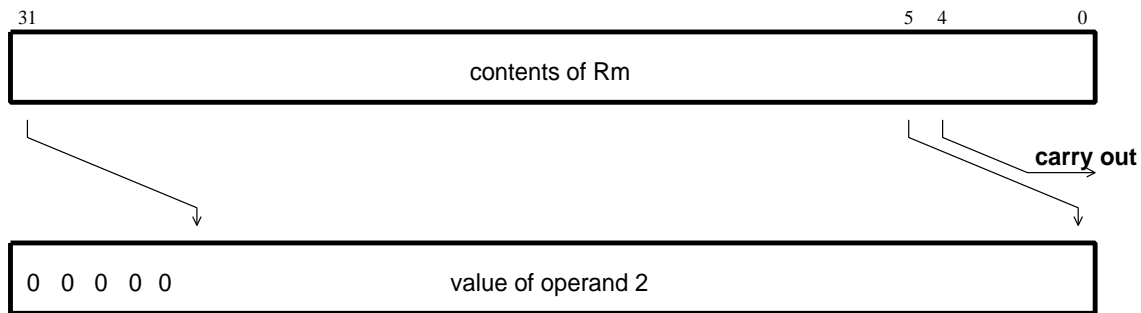 31 5 4 0
contents of Rm
carry out
0 0 0 0 0 value of operand 2